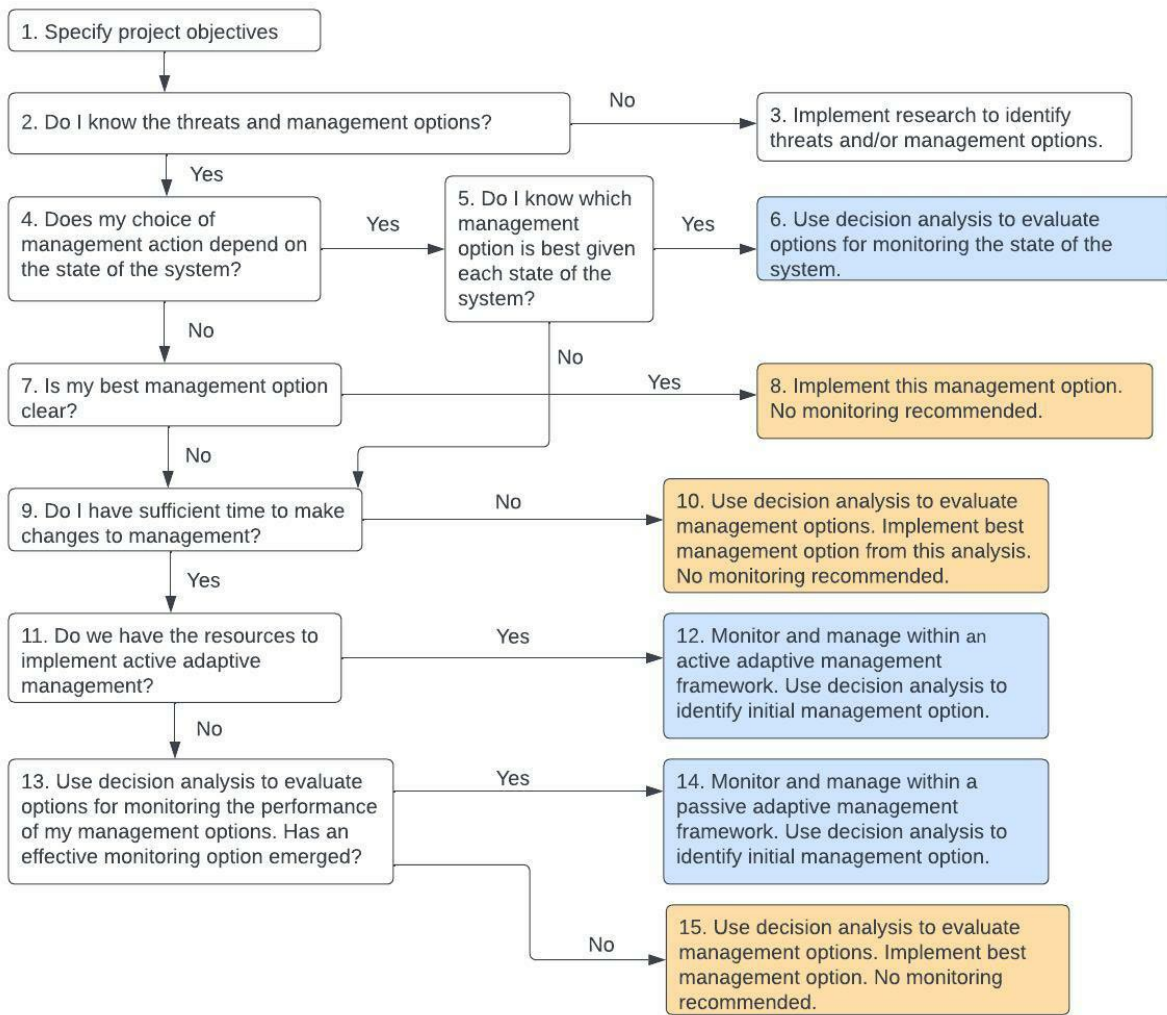 1. Specify project objectives
2. Do I know the threats and management options?
No
3. Implement research to identify
threats and/or management options.
Yes
4. Does my choice of
management action depend on
the state of the system?
Yes
5. Do I know which
management
option is best given
each state of the
system?
Yes
6. Use decision analysis to evaluate
options for monitoring the state of the
system.
No
No
7. Is my best management option
clear?
Yes
8. Implement this management option.
No monitoring recommended.
No
9. Do I have sufficient time to make
changes to management?
No
10. Use decision analysis to evaluate
management options. Implement best
management option from this analysis.
No monitoring recommended.
Yes
11. Do we have the resources to
implement active adaptive
management?
Yes
12. Monitor and manage within an
active adaptive management
framework. Use decision analysis to
identify initial management option.
No
13. Use decision analysis to evaluate
options for monitoring the performance
of my management options. Has an
effective monitoring option emerged?
Yes
14. Monitor and manage within a
passive adaptive management
framework. Use decision analysis to
identify initial management option.
No
15. Use decision analysis to evaluate
management options. Implement best
management option. No monitoring
recommended.